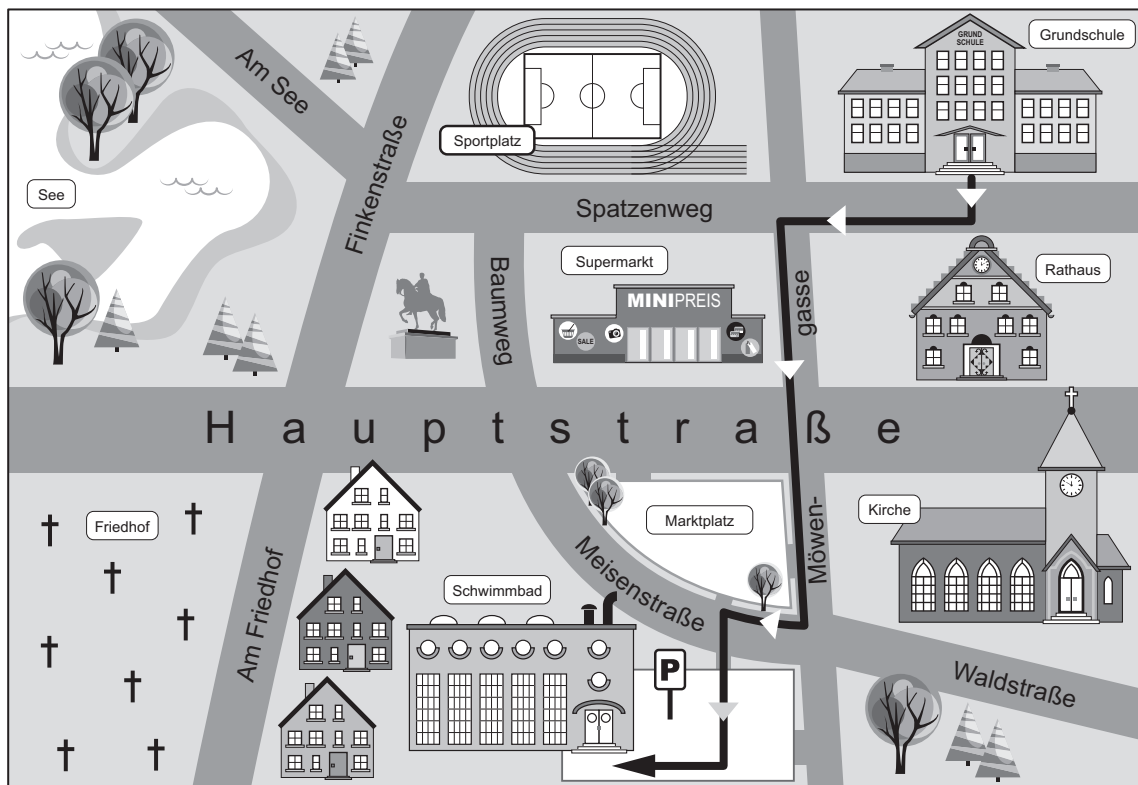 GRUND
SCHULE
Grundschule
Am See
Sportplatz
See
Finkenstraße
Spatzenweg
Baumweg
Supermarkt
MINIPREIS
SALE
gasse
Rathaus
Hauptstraße
Friedhof
Marktplatz
Möwen-
Kirche
Am Friedhof
Schwimmbad
Meisenstraße
P
Waldstraße